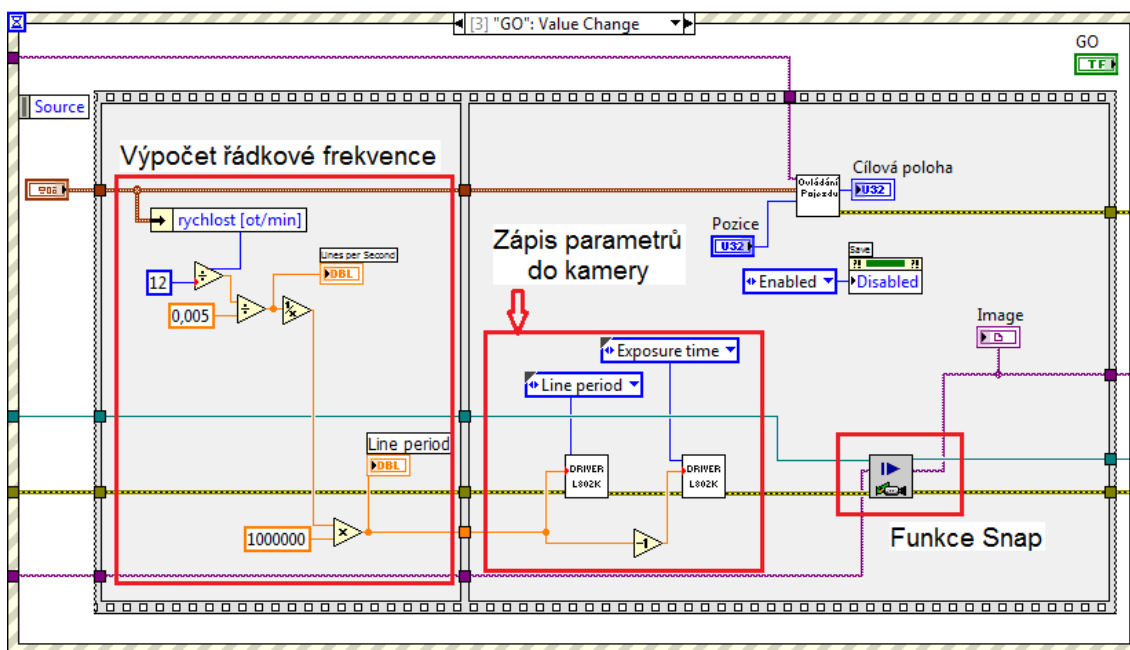 [3] "GO": Value Change
GO
TF
Source
Výpočet řádkové frekvence
rychlost [ot/min]
Lines per Second
DBL
12
0,005
Line period
DBL
1000000
Zápis parametrů
do kamery
Exposure time
Line period
DRIVER
L802K
DRIVER
L802K
-1
Ovládání
Pojezdu
Cílová poloha
U32
Pozice
U32
Save
Enabled
Disabled
Image
Funkce Snap